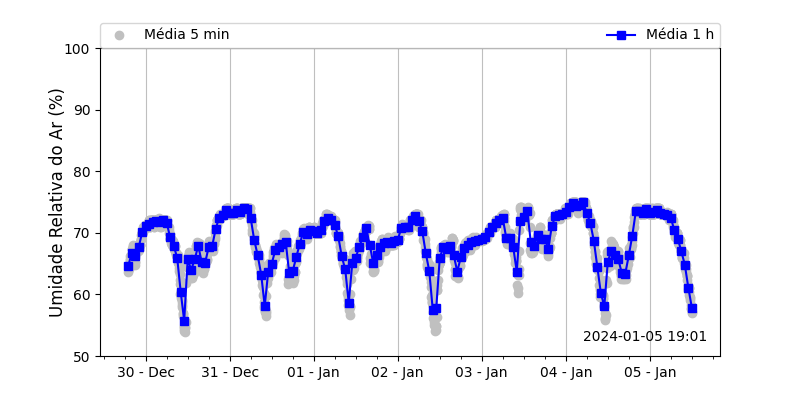 Média 5 min
Média 1 h
Umidade Relativa do Ar (%)
100
90
80
70
60
50
2024-01-05 19:01
30 - Dec
31 - Dec
01 - Jan
02 - Jan
03 - Jan
04 - Jan
05 - Jan